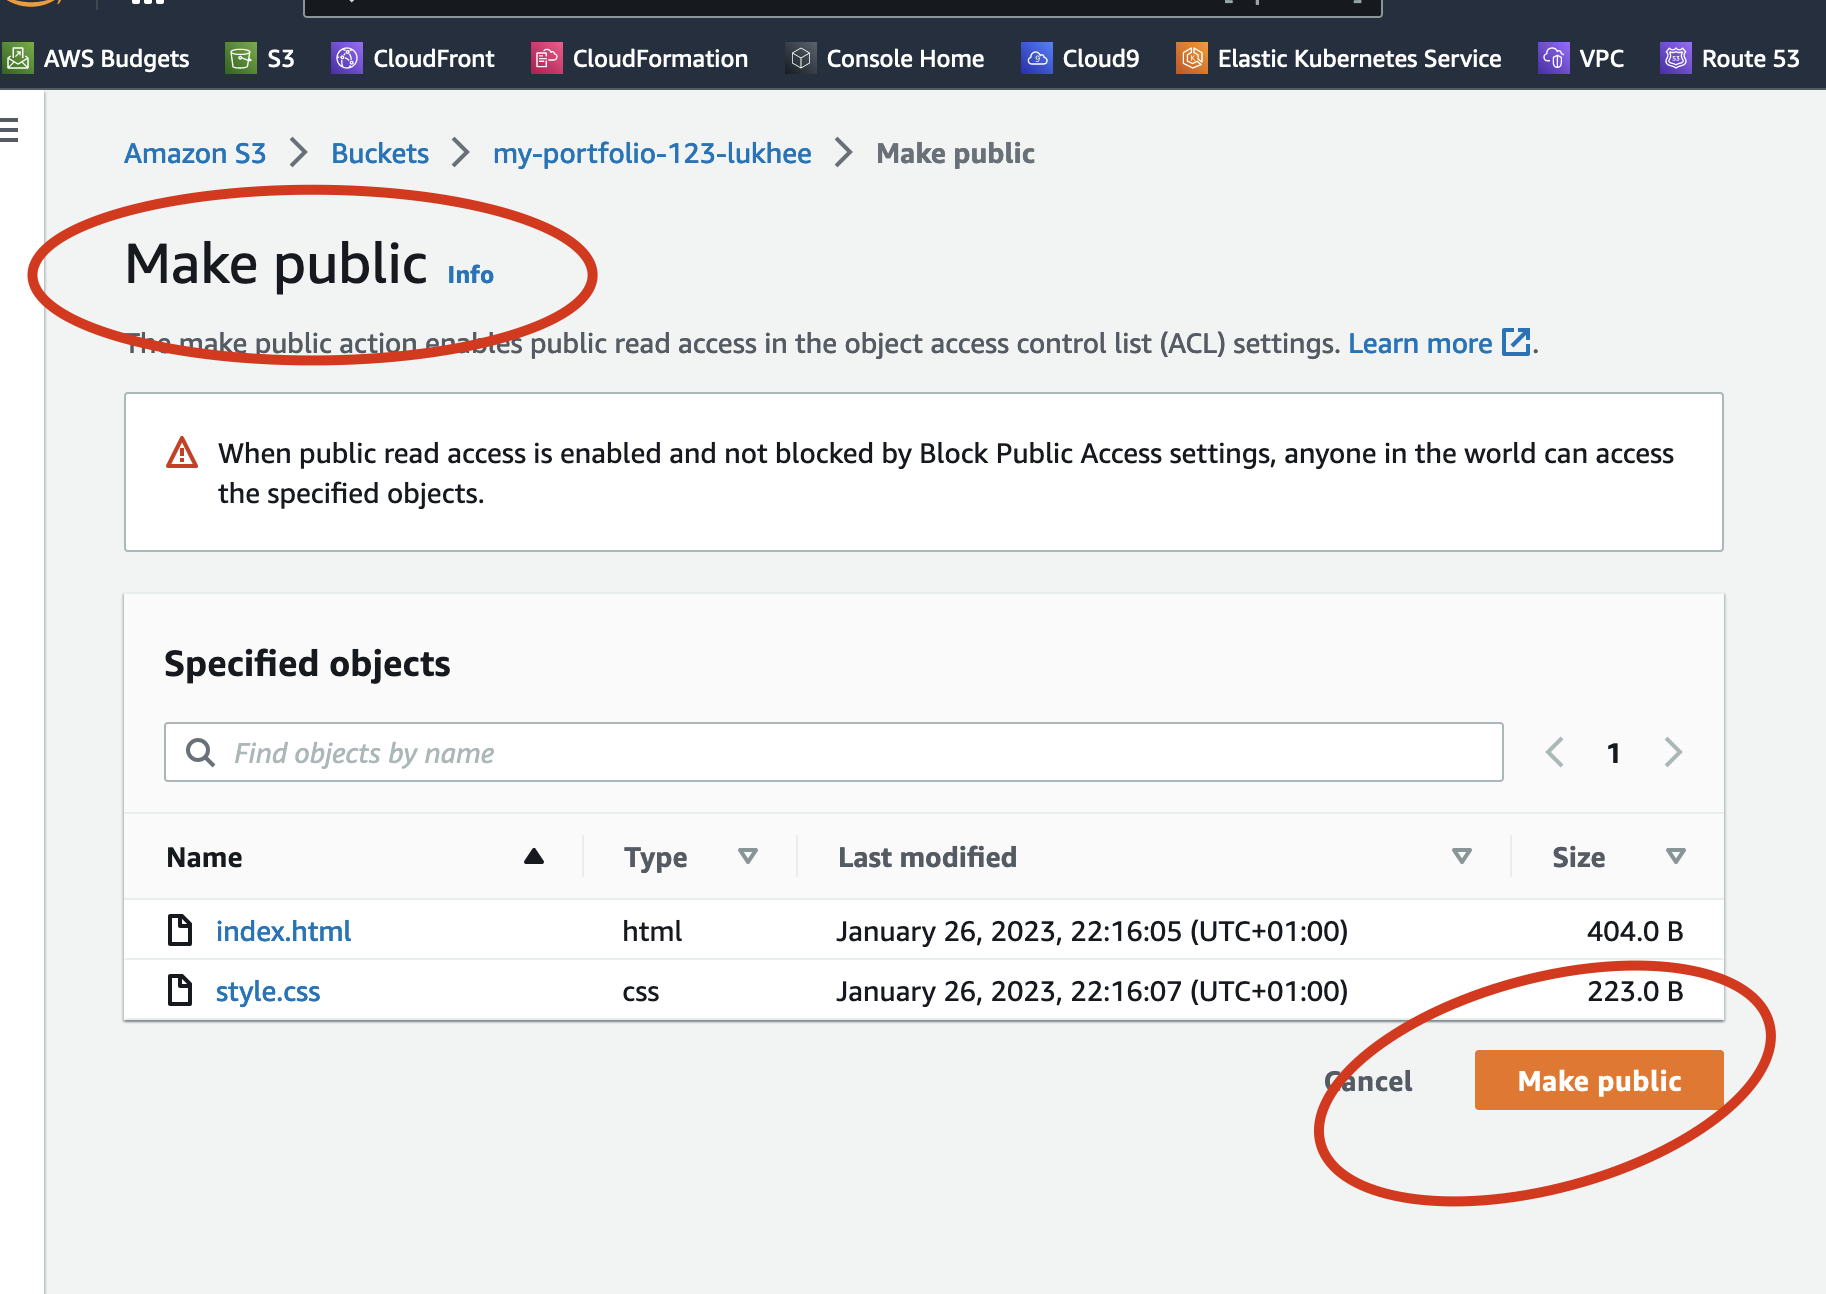 AWS Budgets S3 CloudFront CloudFormation Console Home Cloud9 Elastic Kubernetes Service VPC Route 53
Amazon S3 Buckets my-portfolio-123-lukhee Make public
Make public Info
The make public action enables public read access in the object access control list (ACL) settings. Learn more.
When public read access is enabled and not blocked by Block Public Access settings, anyone in the world can access
the specified objects.
Specified objects
Find objects by name 1
Name Type Last modified Size
index.html html January 26, 2023, 22:16:05 (UTC+01:00) 404.0 B
style.css css January 26, 2023, 22:16:07 (UTC+01:00) 223.0 B
Cancel Make public